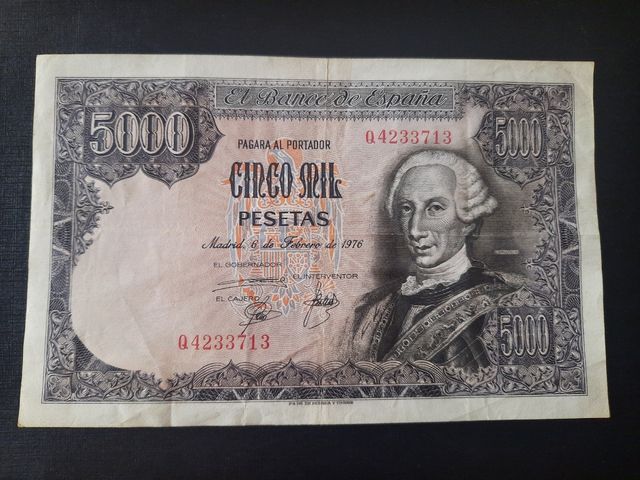 El Banco de España
5000
5000
PAGARA AL PORTADOR
Q4233713
CINCO MIL
PESETAS
Madrid, 6 de Febrero de 1976
EL GOBERNADOR
EL INTERVENTOR
EL CAJERO
Q4233713
5000